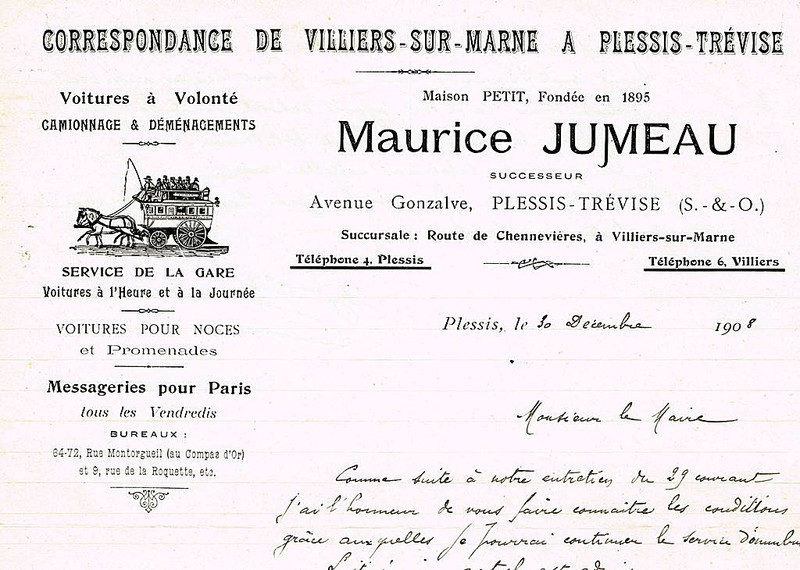 CORRESPONDANCE DE VILLIERS-SUR-MARNE A PLESSIS-TRÉVISE
Voitures à Volonté
CAMIONNAGE & DÉMÉNAGEMENTS
SERVICE DE LA GARE
Voitures à l'Heure et à la Journée
VOITURES POUR NOCES
et Promenades
Messageries pour Paris
tous les Vendredis
BUREAUX :
64-72, Rue Montorgueil (au Compas d'Or)
et 9, rue de la Roquette, etc.
Maison PETIT, Fondée en 1895
Maurice JUMEAU
SUCCESSEUR
Avenue Gonzalve, PLESSIS-TRÉVISE (S.-&-O.)
Succursale : Route de Chennevières, à Villiers-sur-Marne
Téléphone 4. Plessis
Téléphone 6. Villiers
Plessis, le 30 Décembre 1908
Monsieur le Maire
Comme suite à notre entretien du 29 courant
j'ai l'honneur de vous faire connaitre les conditions
grâce auxquelles je pourrai continuer le service d'omnibus